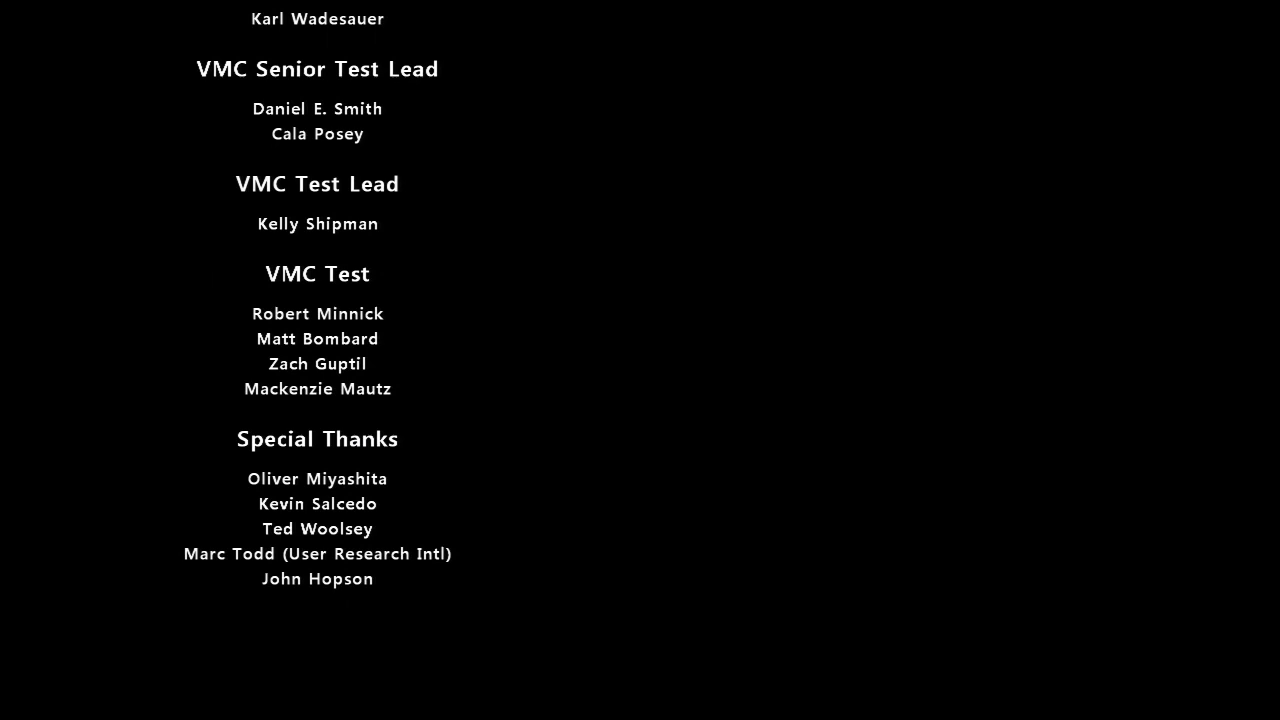 Karl Wadesauer
VMC Senior Test Lead
Daniel E. Smith
Cala Posey
VMC Test Lead
Kelly Shipman
VMC Test
Robert Minnick
Matt Bombard
Zach Guptil
Mackenzie Mautz
Special Thanks
Oliver Miyashita
Kevin Salcedo
Ted Woolsey
Marc Todd (User Research Intl)
John Hopson